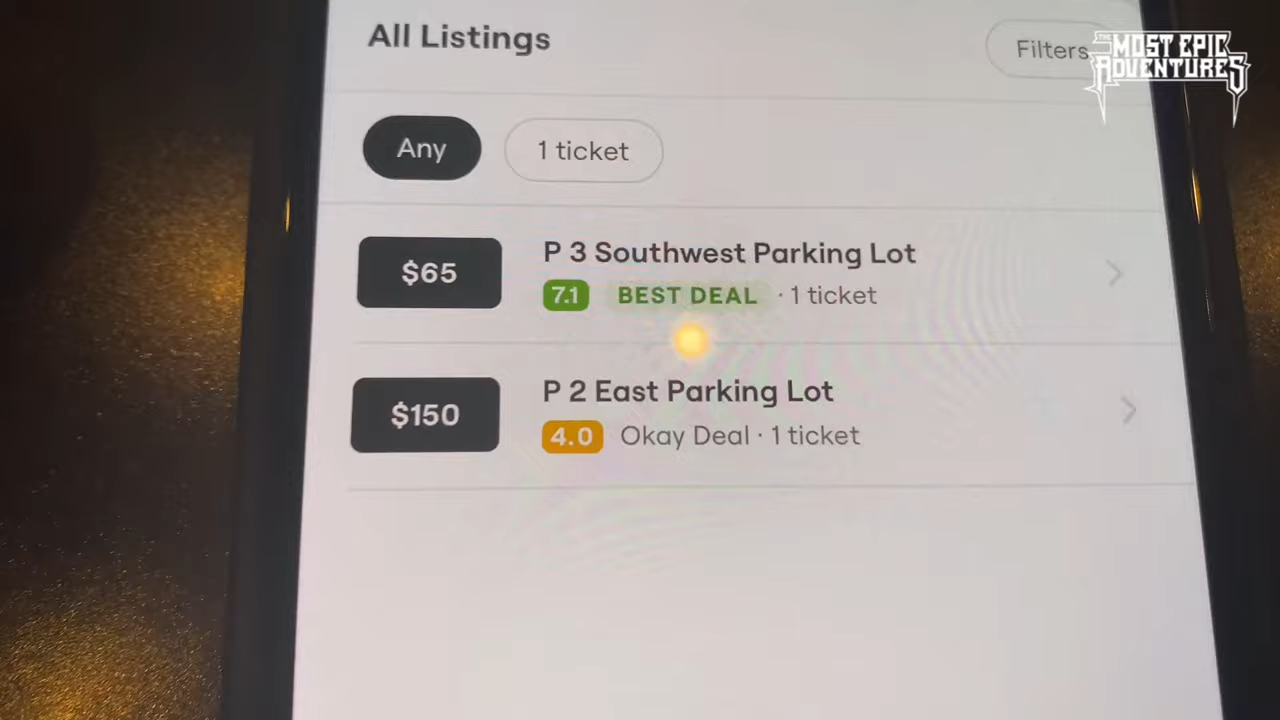 All Listings
Filters
THE
MOST EPIC
ADVENTURES
Any
1 ticket
$65
P 3 Southwest Parking Lot
7.1 BEST DEAL · 1 ticket
$150
P 2 East Parking Lot
4.0 Okay Deal · 1 ticket